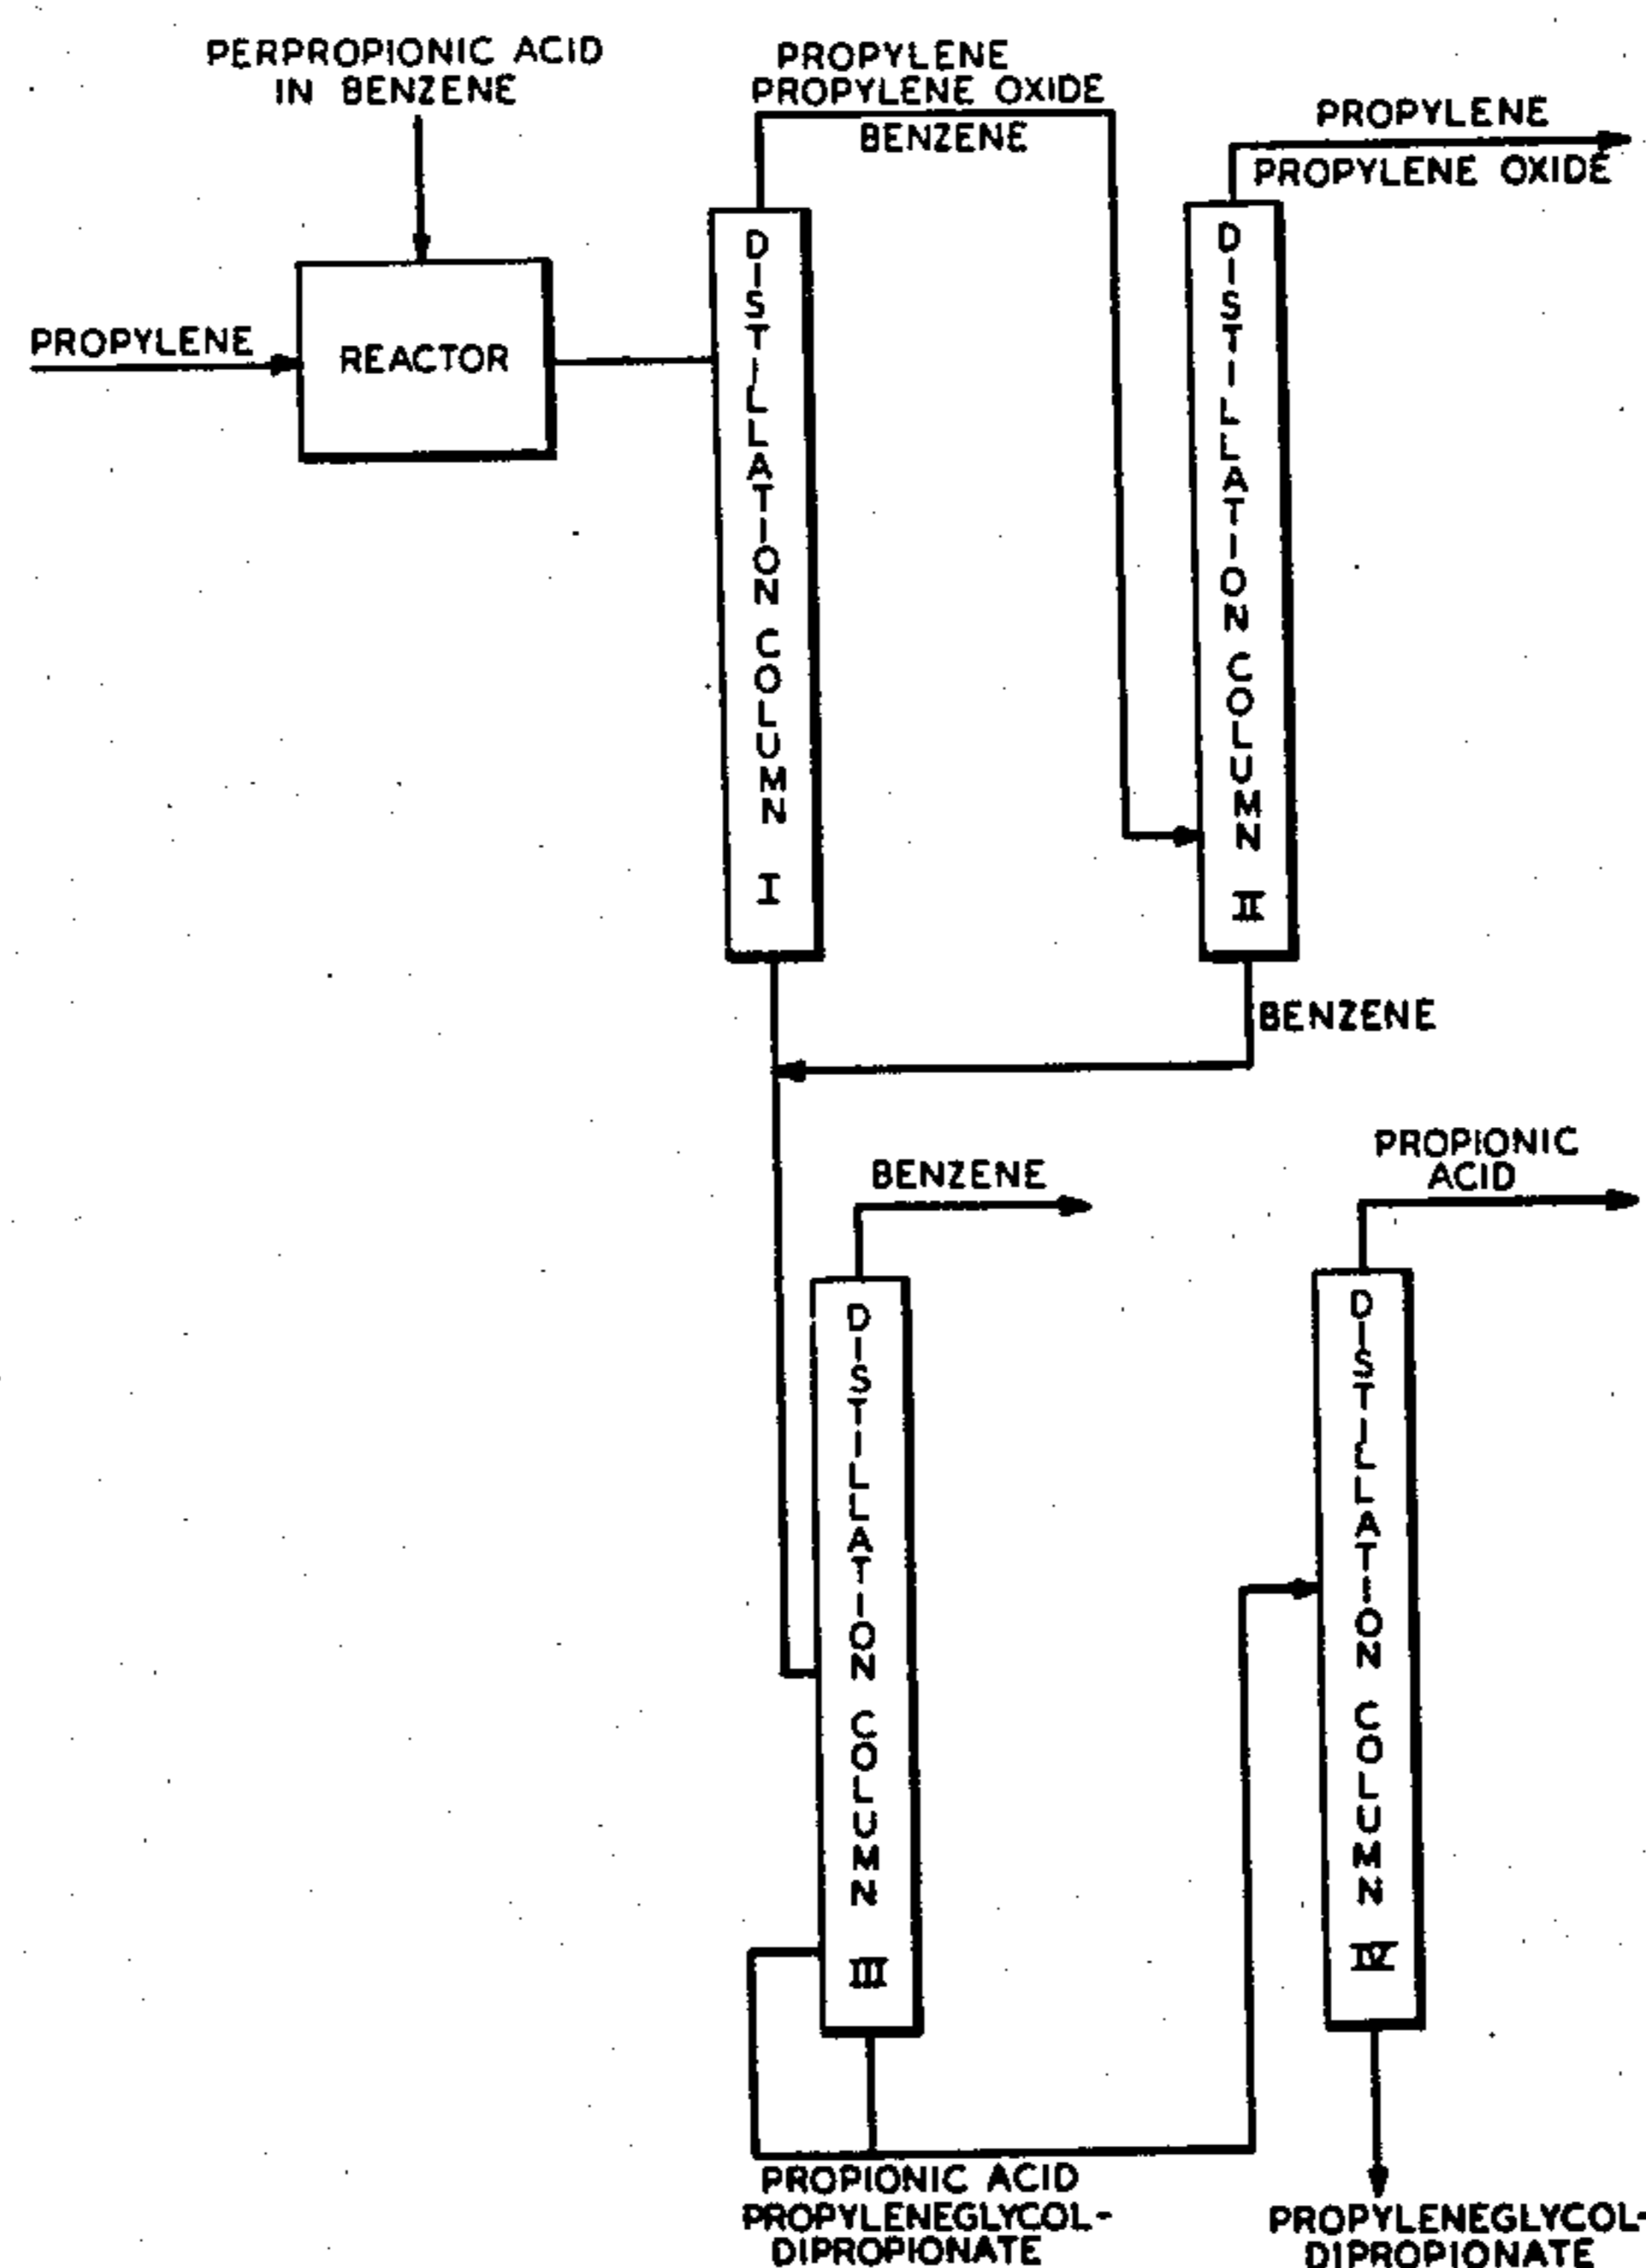 PERPROPIONIC ACID
IN BENZENE
PROPYLENE
REACTOR
PROPYLENE
PROPYLENE OXIDE
BENZENE
DISTILLATION COLUMN I
PROPYLENE
PROPYLENE OXIDE
DISTILLATION COLUMN II
BENZENE
BENZENE
DISTILLATION COLUMN III
PROPIONIC
ACID
DISTILLATION COLUMN IV
PROPIONIC ACID
PROPYLENEGLYCOL-
DIPROPIONATE
PROPYLENEGLYCOL-
DIPROPIONATE